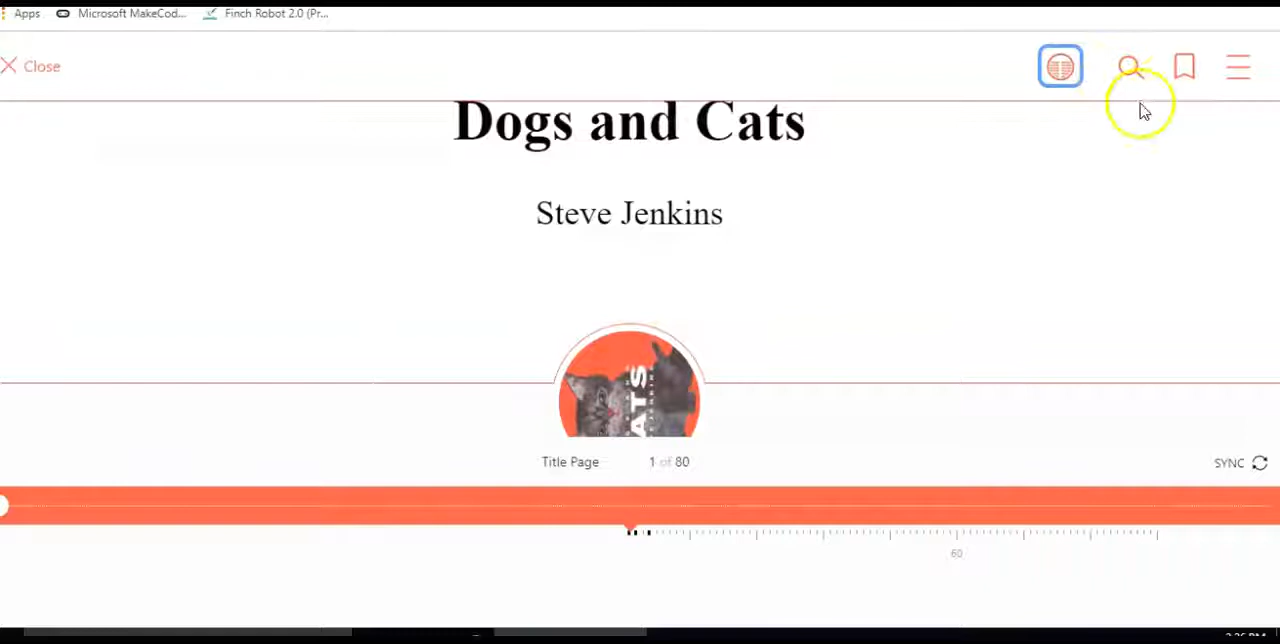 Apps Microsoft MakeCod... Finch Robot 2.0 (Pr...
Close
Dogs and Cats
Steve Jenkins
ATS
Title Page 1 of 80
SYNC
60